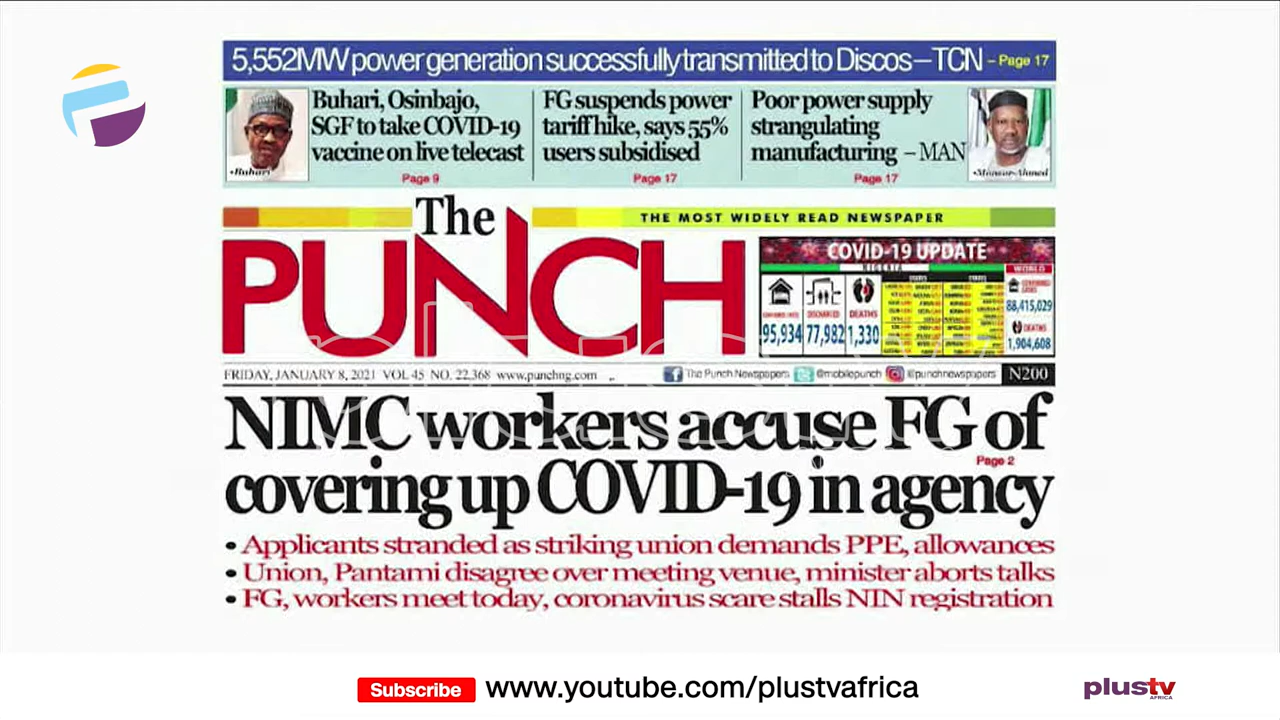 5,552MW power generation successfully transmitted to Discos—TCN – Page 17
Buhari, Osinbajo,
SGF to take COVID-19
vaccine on live telecast
Page 9
•Buhari
FG suspends power
tariff hike, says 55%
users subsidised
Page 17
Poor power supply
strangulating
manufacturing – MAN
Page 17
The
PUNCH
THE MOST WIDELY READ NEWSPAPER
COVID-19 UPDATE
NIGERIA
WORLD
DEATHS
95,934 77,982 1,330
88,415,029
DEATHS
1,904,608
FRIDAY, JANUARY 8, 2021 VOL 45 NO. 22,368 www.punchng.com
The Punch Newspapers @mobilepunch @punchnewspapers N200
NIMC workers accuse FG of
Page 2
covering up COVID-19 in agency
• Applicants stranded as striking union demands PPE, allowances
• Union, Pantami disagree over meeting venue, minister aborts talks
• FG, workers meet today, coronavirus scare stalls NIN registration
Subscribe www.youtube.com/plustvafrica
plustv
AFRICA